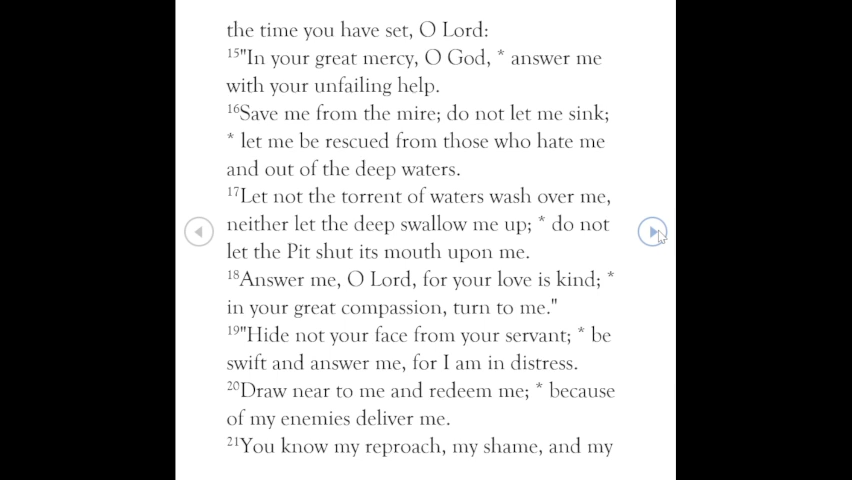 the time you have set, O Lord:
15"In your great mercy, O God, * answer me
with your unfailing help.
16Save me from the mire; do not let me sink;
* let me be rescued from those who hate me
and out of the deep waters.
17Let not the torrent of waters wash over me,
neither let the deep swallow me up; * do not
let the Pit shut its mouth upon me.
18Answer me, O Lord, for your love is kind; *
in your great compassion, turn to me."
19"Hide not your face from your servant; * be
swift and answer me, for I am in distress.
20Draw near to me and redeem me; * because
of my enemies deliver me.
21You know my reproach, my shame, and my